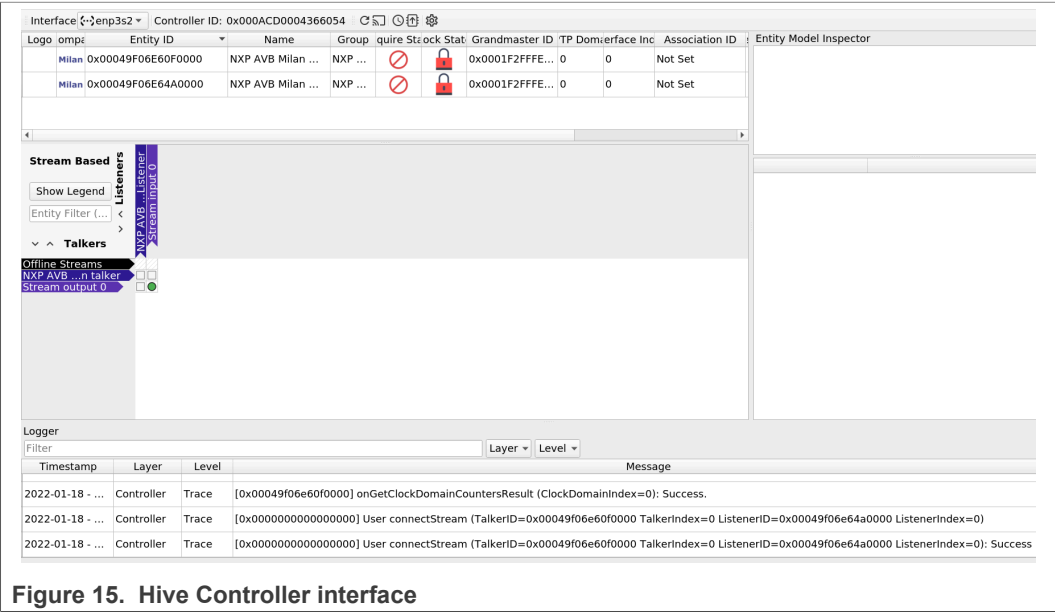 Interface enp3s2 Controller ID: 0x000ACD0004366054
Logo ompa Entity ID Name Group quire Sta ock Stat Grandmaster ID TP Doma erface Ind Association ID
Milan 0x00049F06E60F0000 NXP AVB Milan ... NXP ... 0x0001F2FFFE... 0 0 Not Set
Milan 0x00049F06E64A0000 NXP AVB Milan ... NXP ... 0x0001F2FFFE... 0 0 Not Set
Entity Model Inspector
Stream Based
Listeners
Show Legend
Entity Filter (...
Talkers
NXP AVB ...Listener
Stream input 0
Offline Streams
NXP AVB ...n talker
Stream output 0
Logger
Filter Layer Level
Timestamp Layer Level Message
2022-01-18 - ... Controller Trace [0x00049f06e60f0000] onGetClockDomainCountersResult (ClockDomainIndex=0): Success.
2022-01-18 - ... Controller Trace [0x0000000000000000] User connectStream (TalkerID=0x00049f06e60f0000 TalkerIndex=0 ListenerID=0x00049f06e64a0000 ListenerIndex=0)
2022-01-18 - ... Controller Trace [0x0000000000000000] User connectStream (TalkerID=0x00049f06e60f0000 TalkerIndex=0 ListenerID=0x00049f06e64a0000 ListenerIndex=0): Success
Figure 15. Hive Controller interface